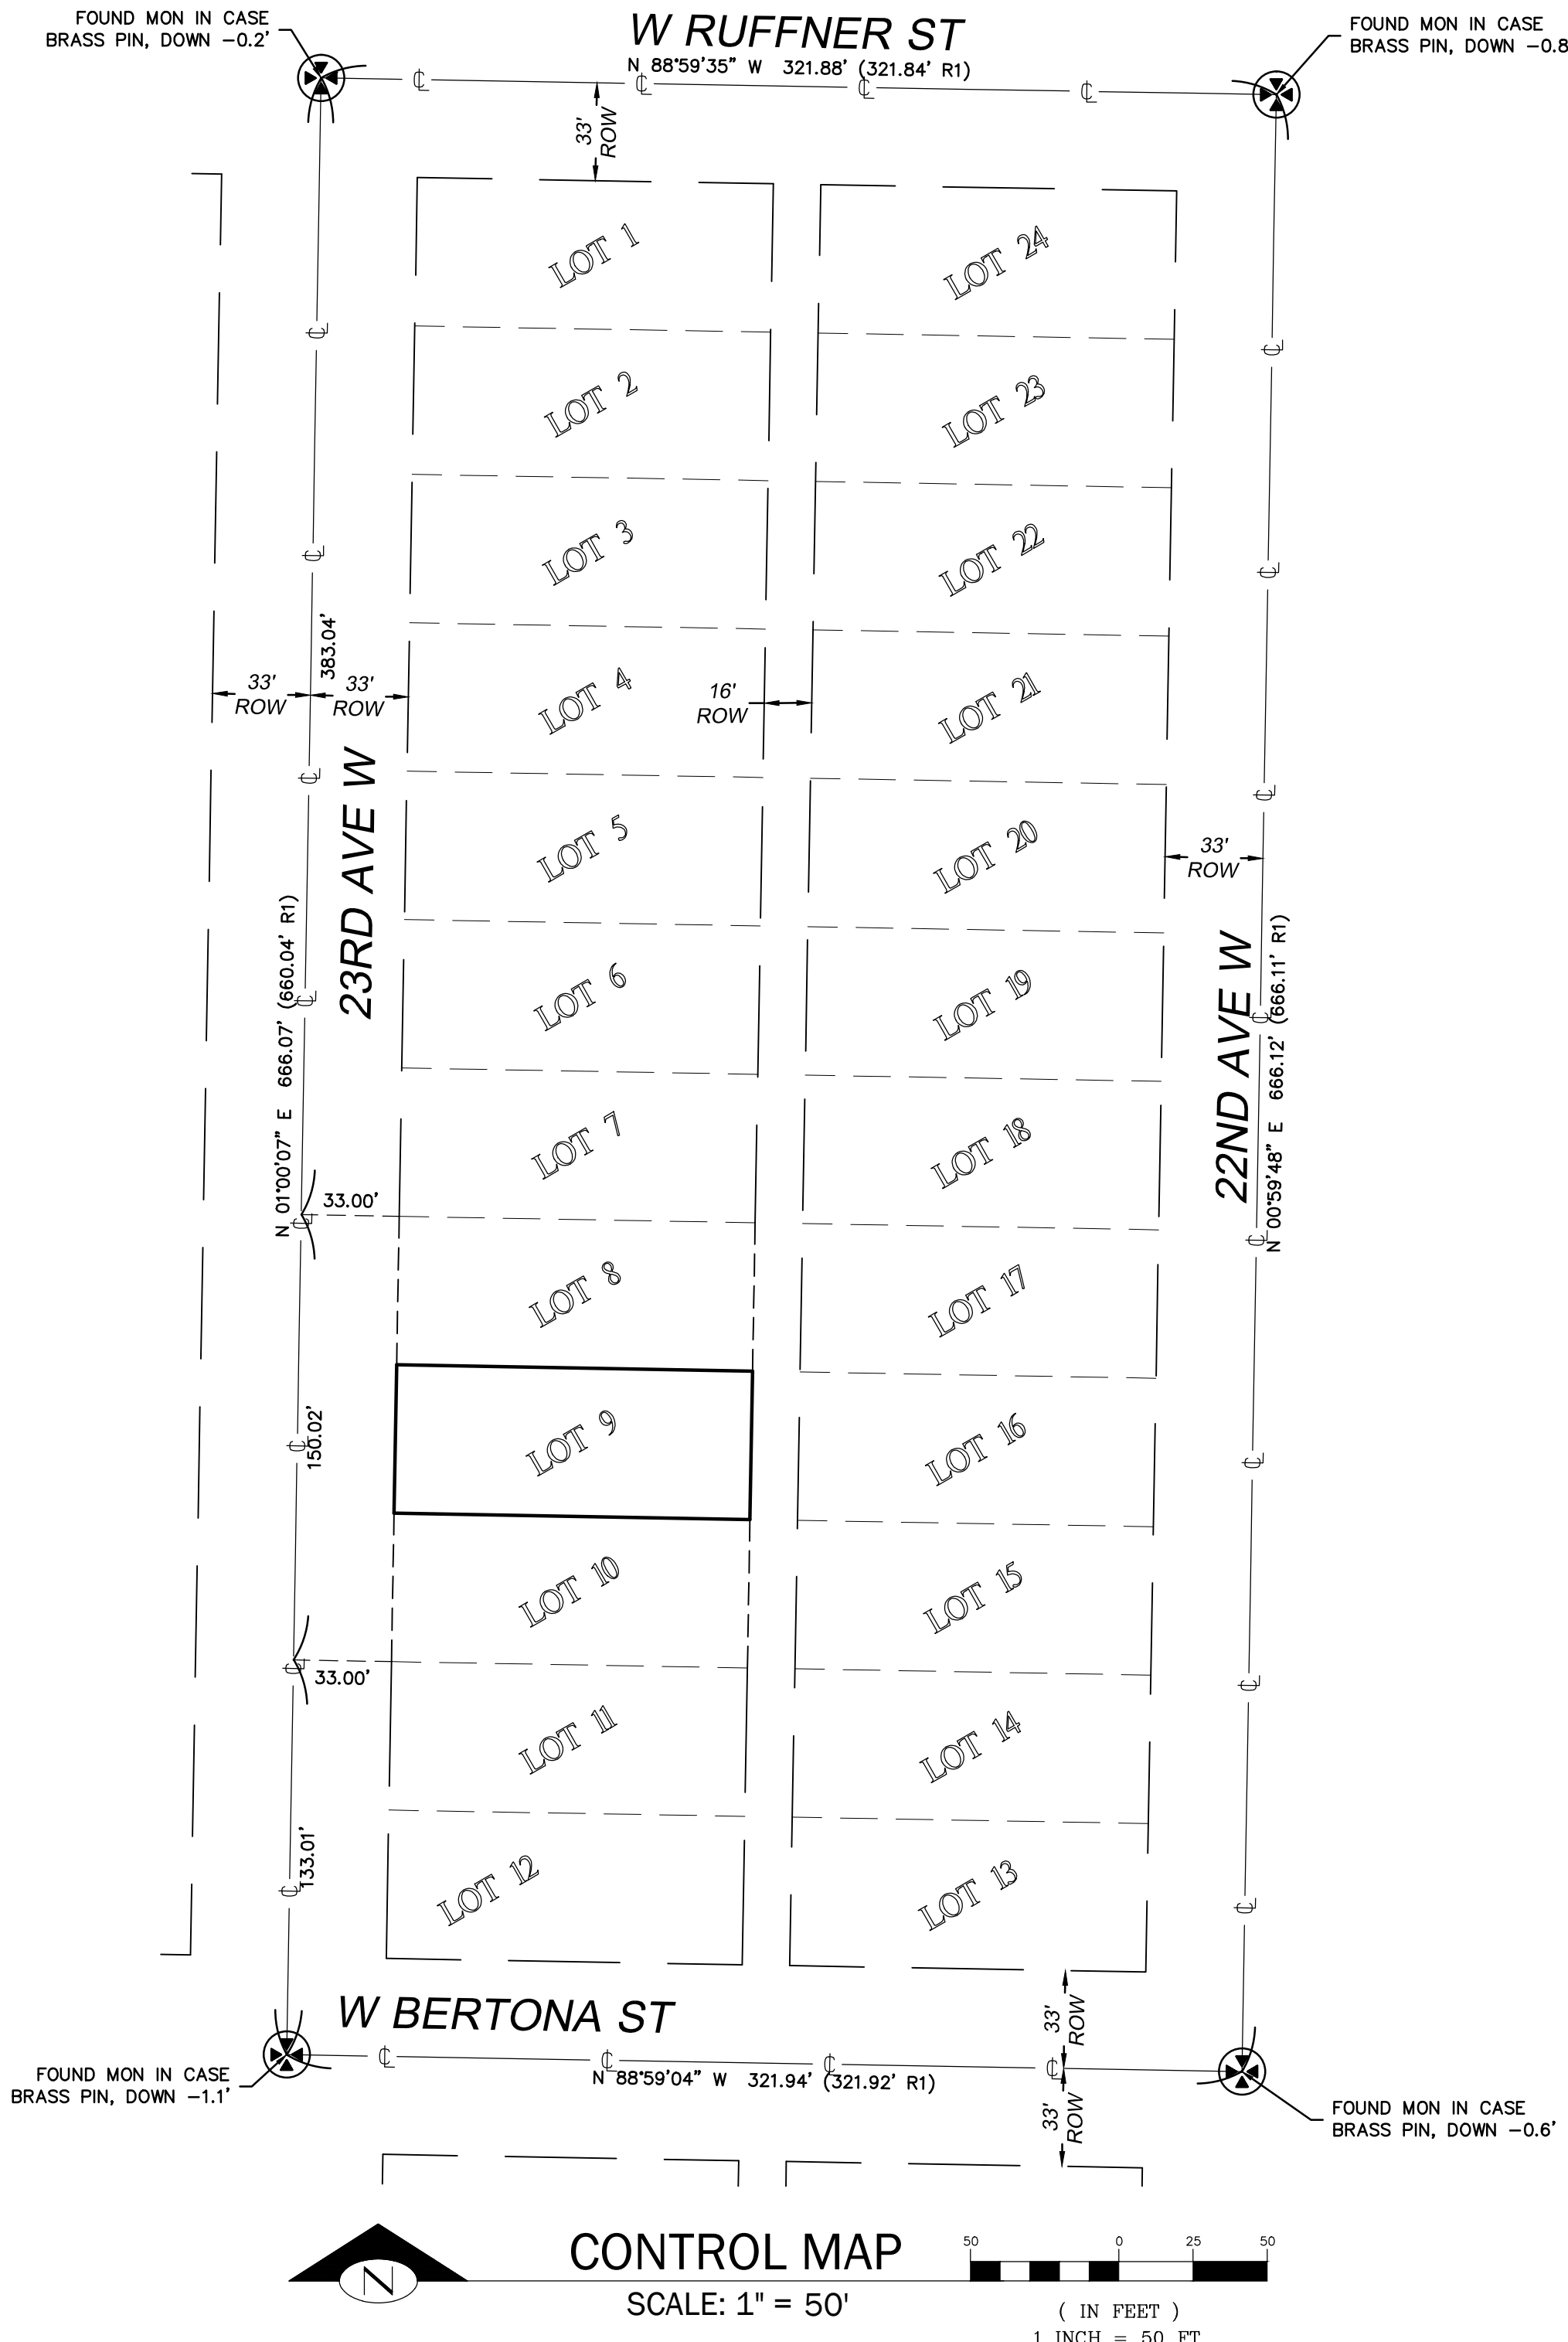 FOUND MON IN CASE
BRASS PIN, DOWN -0.2'
W RUFFNER ST
N 88°59'35" W 321.88' (321.84' R1)
FOUND MON IN CASE
BRASS PIN, DOWN -0.8
33'
ROW
LOT 1
LOT 24
LOT 2
LOT 23
LOT 3
LOT 22
383.04'
33'
ROW
33'
ROW
LOT 4
16'
ROW
LOT 21
23RD AVE W
LOT 5
LOT 20
33'
ROW
N 01°00'07" E 666.07' (660.04' R1)
LOT 6
LOT 19
22ND AVE W
N 00°59'48" E 666.12' (666.11' R1)
LOT 7
LOT 18
33.00'
LOT 8
LOT 17
150.02'
LOT 9
LOT 16
LOT 10
LOT 15
33.00'
LOT 11
LOT 14
133.01'
LOT 12
LOT 13
W BERTONA ST
33'
ROW
N 88°59'04" W 321.94' (321.92' R1)
33'
ROW
FOUND MON IN CASE
BRASS PIN, DOWN -1.1'
FOUND MON IN CASE
BRASS PIN, DOWN -0.6'
N
CONTROL MAP
SCALE: 1" = 50'
50 0 25 50
( IN FEET )
1 INCH = 50 FT